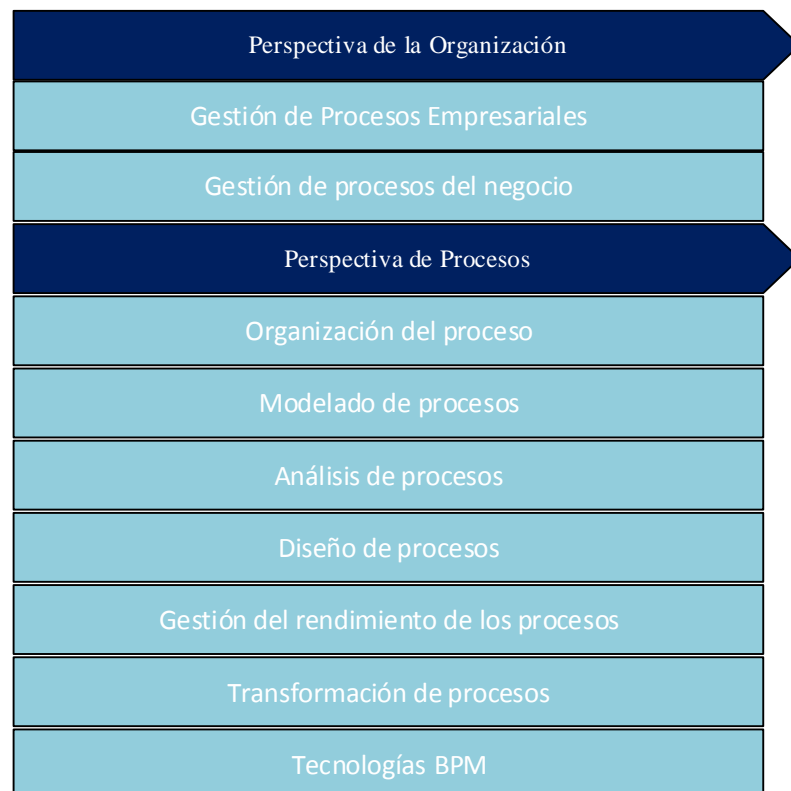 Perspectiva de la Organización
Gestión de Procesos Empresariales
Gestión de procesos del negocio
Perspectiva de Procesos
Organización del proceso
Modelado de procesos
Análisis de procesos
Diseño de procesos
Gestión del rendimiento de los procesos
Transformación de procesos
Tecnologías BPM